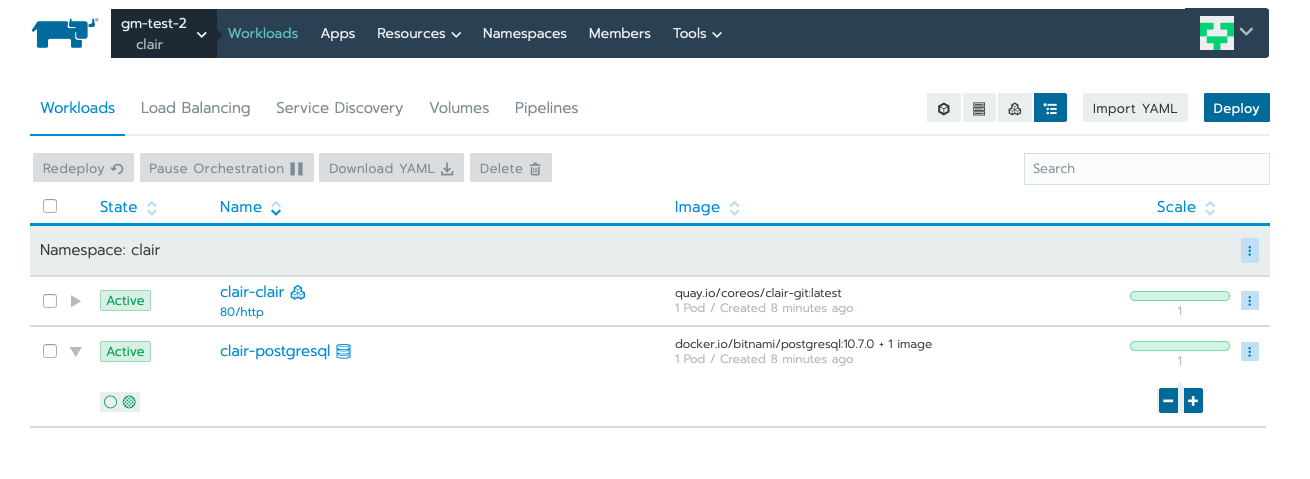 gm-test-2
clair
Workloads Apps Resources Namespaces Members Tools
Workloads Load Balancing Service Discovery Volumes Pipelines
Import YAML Deploy
Redeploy Pause Orchestration Download YAML Delete Search
State Name Image Scale
Namespace: clair
Active clair-clair quay.io/coreos/clair-git:latest
80/http 1 Pod / Created 8 minutes ago 1
Active clair-postgresql docker.io/bitnami/postgresql:10.7.0 + 1 image
1 Pod / Created 8 minutes ago 1